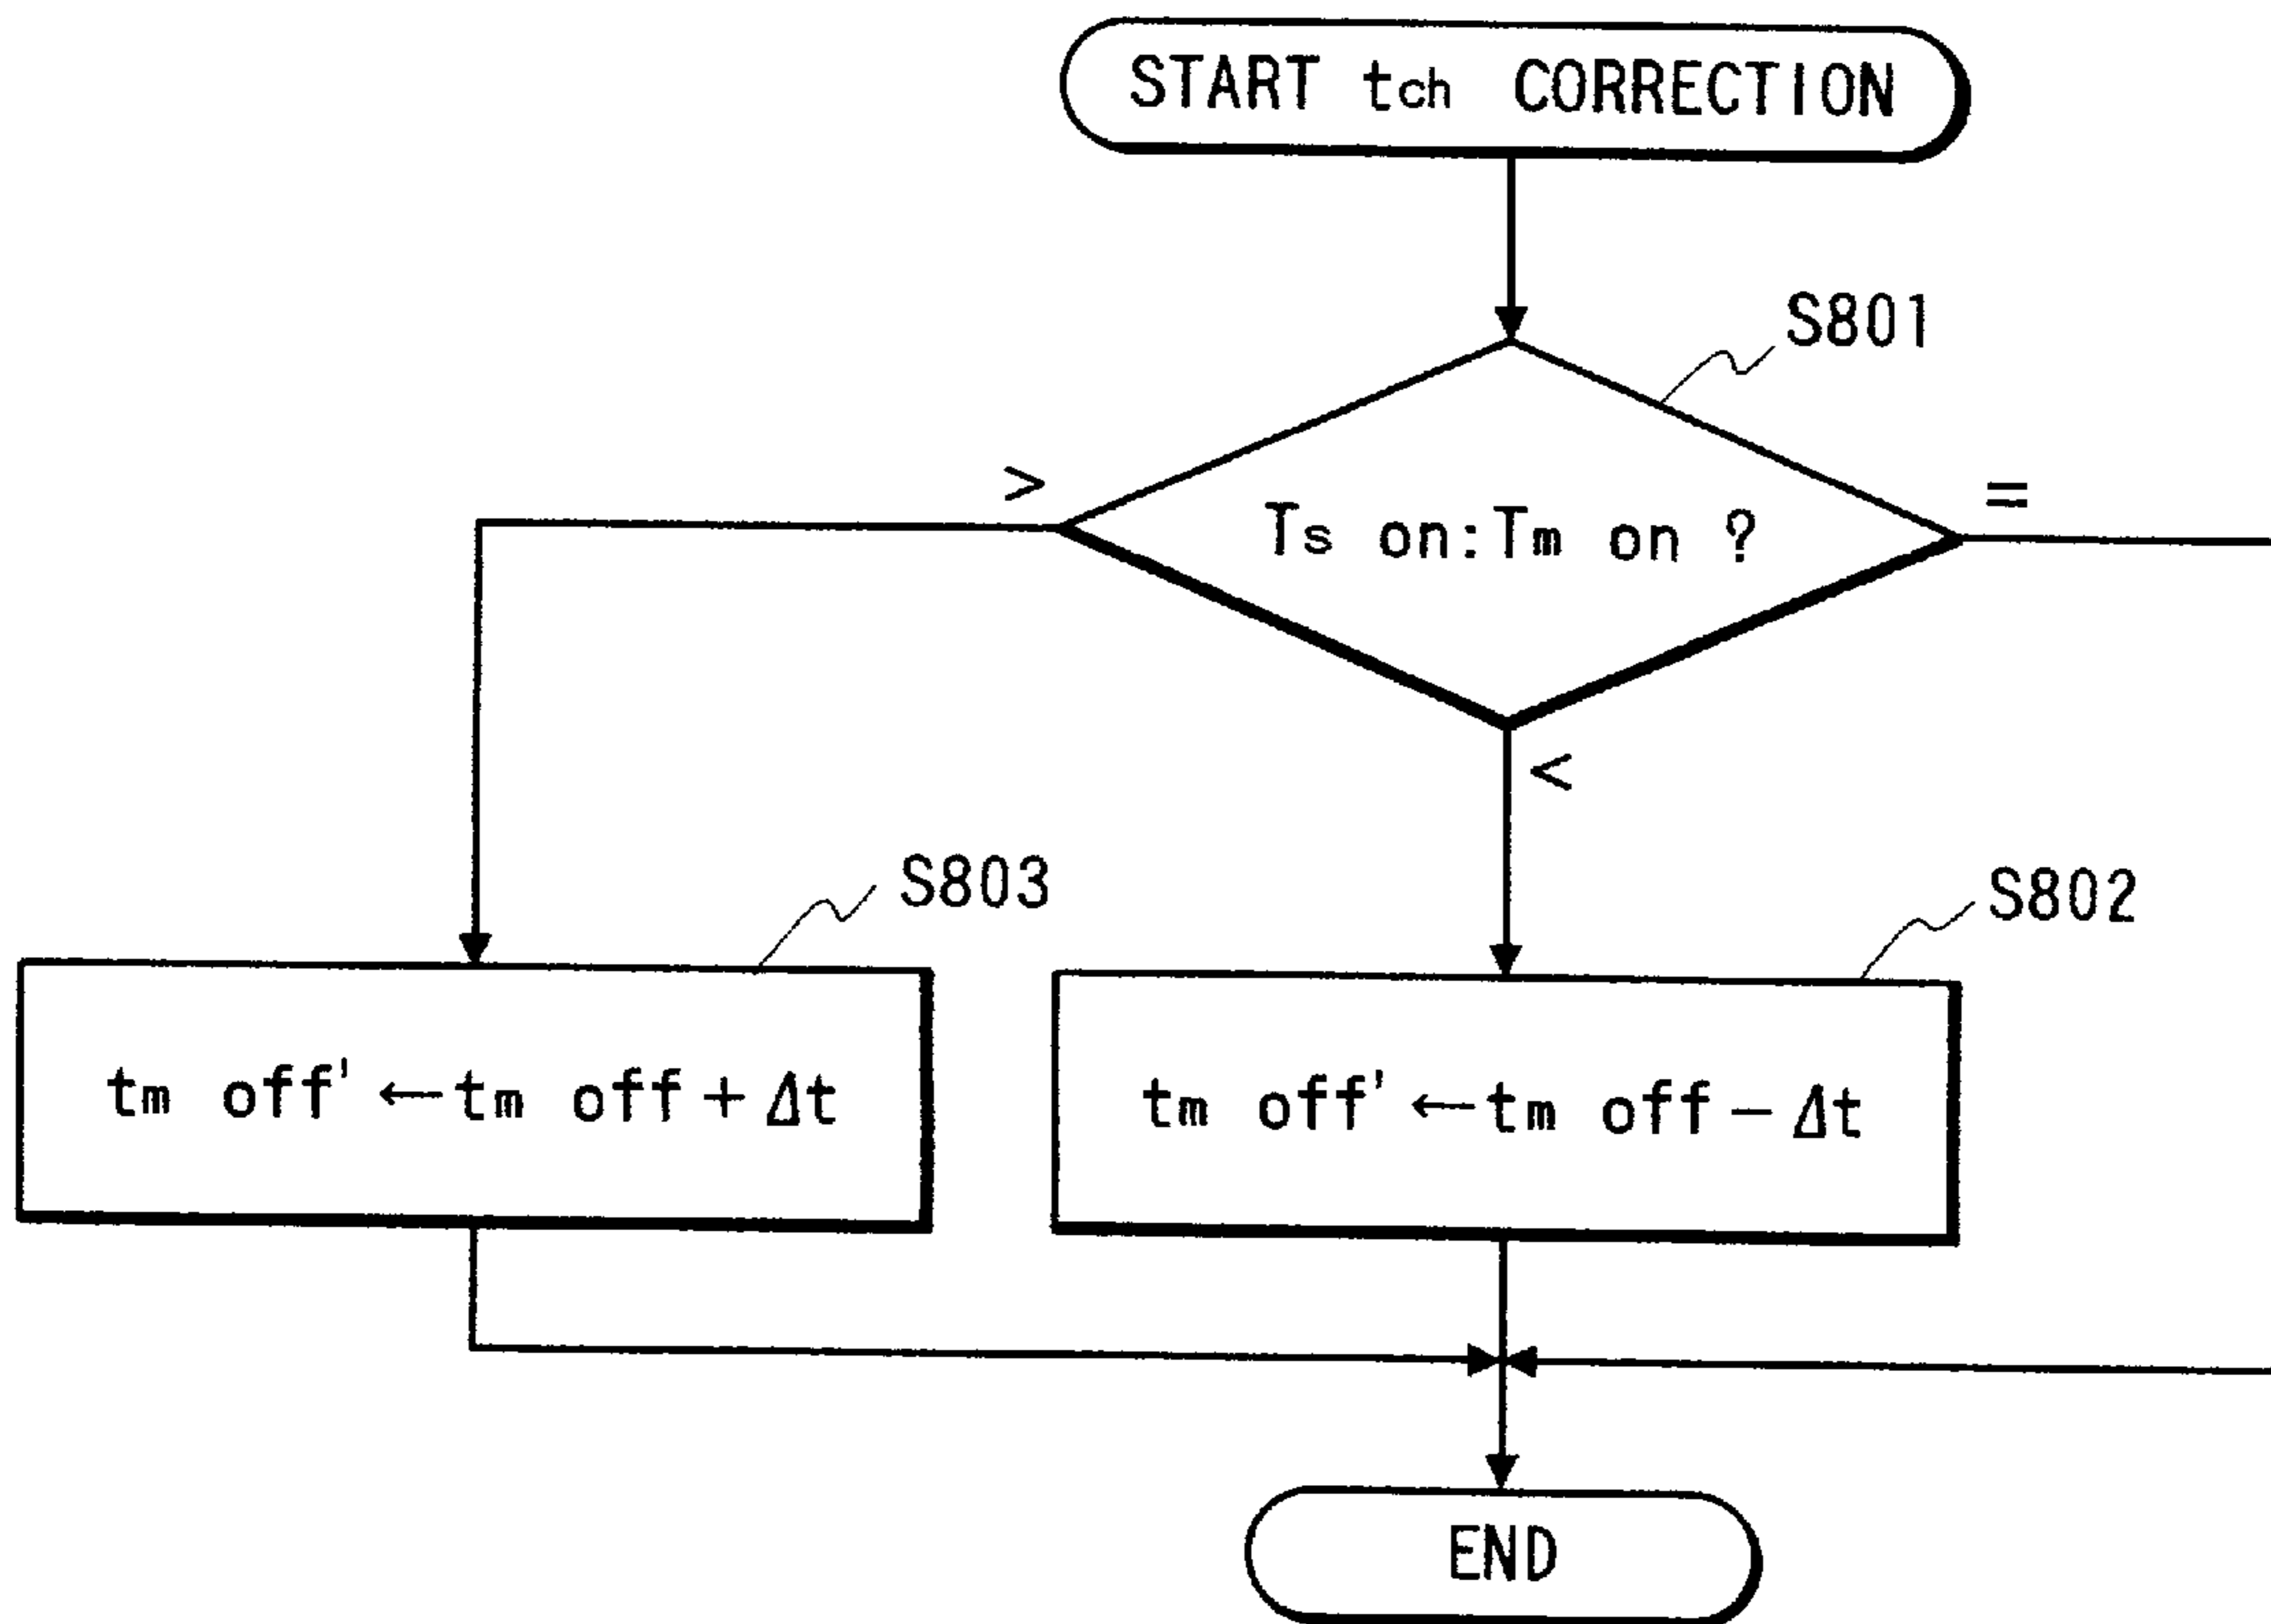 START tch CORRECTION
S801
>
=
Ts on:Tm on ?
<
S803
S802
tm off' ←tm off+Δt
tm off' ←tm off−Δt
END